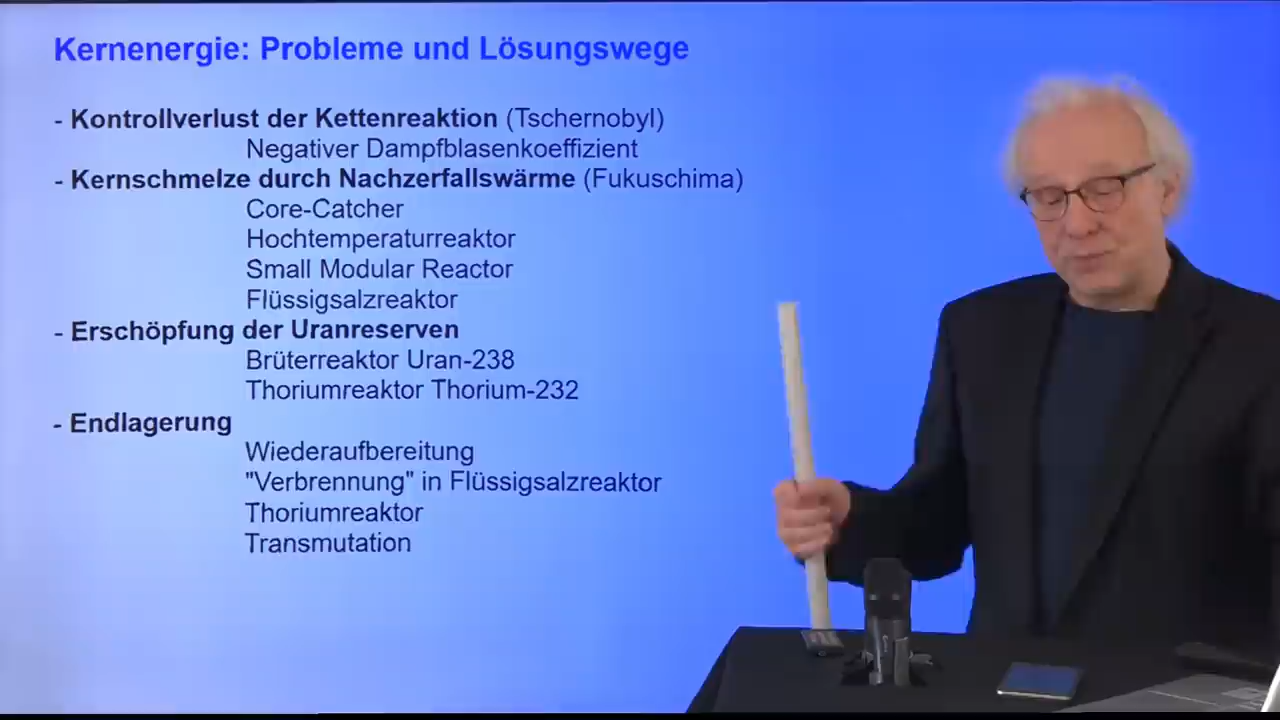 Kernenergie: Probleme und Lösungswege
- Kontrollverlust der Kettenreaktion (Tschernobyl)
Negativer Dampfblasenkoeffizient
- Kernschmelze durch Nachzerfallswärme (Fukuschima)
Core-Catcher
Hochtemperaturreaktor
Small Modular Reactor
Flüssigsalzreaktor
- Erschöpfung der Uranreserven
Brüterreaktor Uran-238
Thoriumreaktor Thorium-232
- Endlagerung
Wiederaufbereitung
"Verbrennung" in Flüssigsalzreaktor
Thoriumreaktor
Transmutation